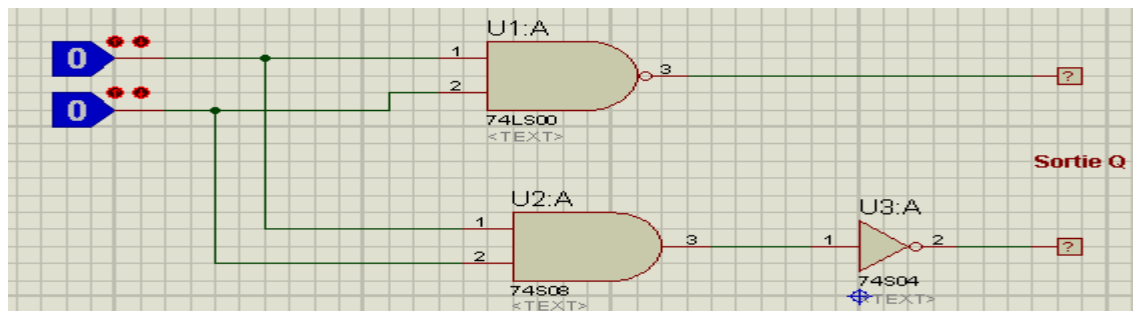 U1:A
0
1
3
?
0
2
74LS00
<TEXT>
Sortie Q
U2:A
U3:A
1
3
1
2
?
2
74S08
74S04
<TEXT>
<TEXT>